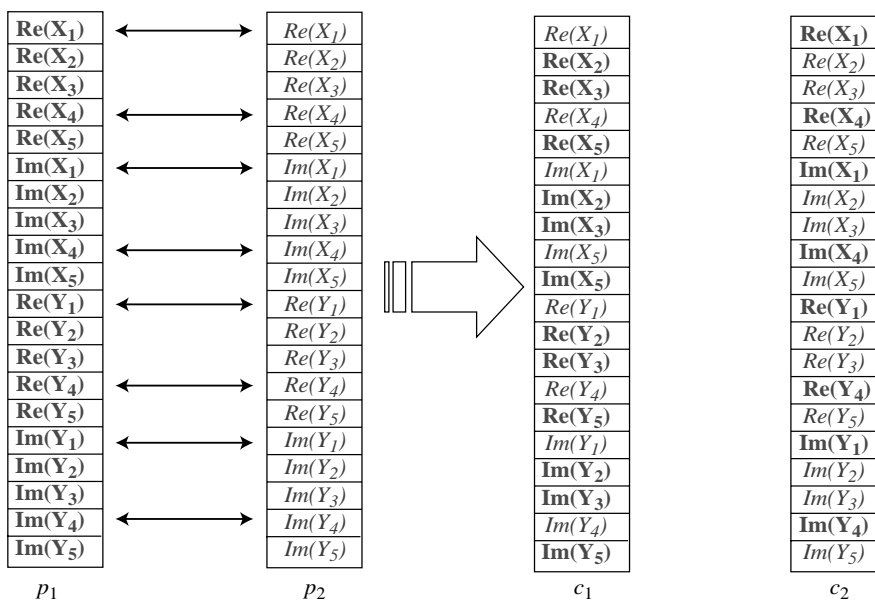 Re(X1) Re(X1) Re(X1) Re(X1)
Re(X2) Re(X2) Re(X2) Re(X2)
Re(X3) Re(X3) Re(X3) Re(X3)
Re(X4) Re(X4) Re(X4) Re(X4)
Re(X5) Re(X5) Re(X5) Re(X5)
Im(X1) Im(X1) Im(X1) Im(X1)
Im(X2) Im(X2) Im(X2) Im(X2)
Im(X3) Im(X3) Im(X3) Im(X3)
Im(X4) Im(X4) Im(X5) Im(X4)
Im(X5) Im(X5) Im(X5) Im(X5)
Re(Y1) Re(Y1) Re(Y1) Re(Y1)
Re(Y2) Re(Y2) Re(Y2) Re(Y2)
Re(Y3) Re(Y3) Re(Y3) Re(Y3)
Re(Y4) Re(Y4) Re(Y4) Re(Y4)
Re(Y5) Re(Y5) Re(Y5) Re(Y5)
Im(Y1) Im(Y1) Im(Y1) Im(Y1)
Im(Y2) Im(Y2) Im(Y2) Im(Y2)
Im(Y3) Im(Y3) Im(Y3) Im(Y3)
Im(Y4) Im(Y4) Im(Y4) Im(Y4)
Im(Y5) Im(Y5) Im(Y5) Im(Y5)
p1 p2 c1 c2